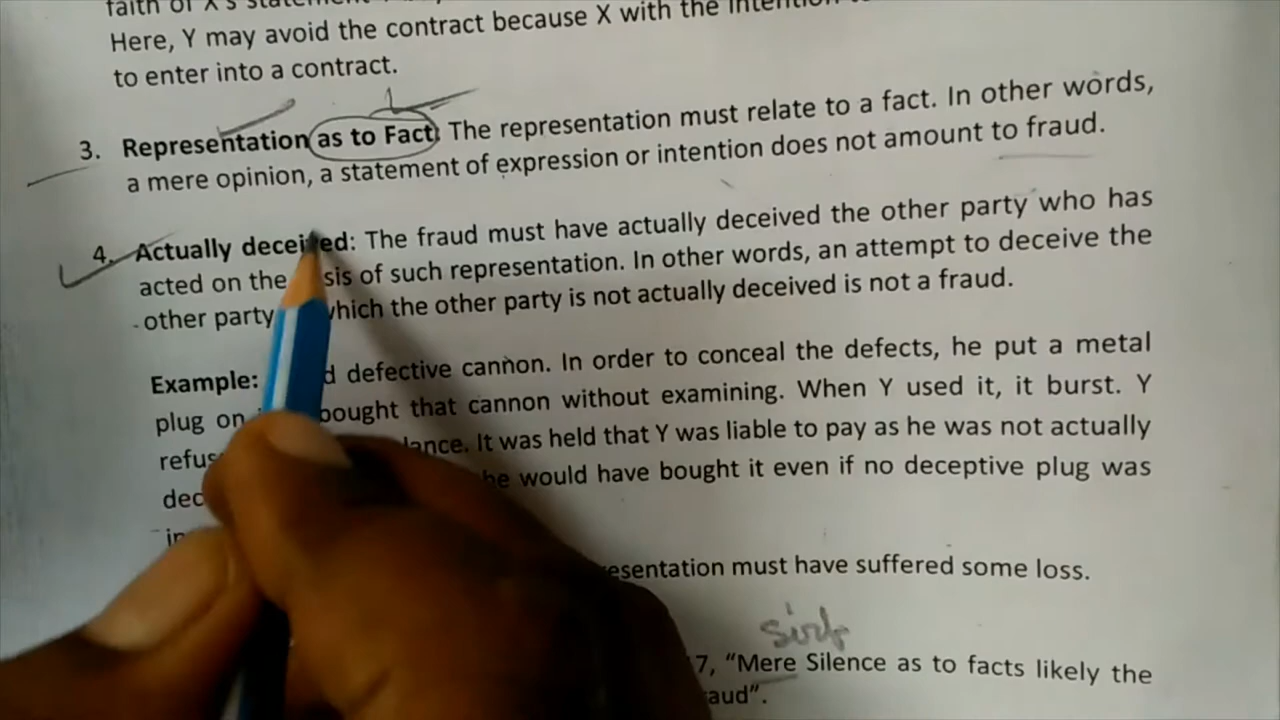 faith of X's
Here, Y may avoid the contract because X with the intention
to enter into a contract.
3. Representation as to Fact: The representation must relate to a fact. In other words,
a mere opinion, a statement of expression or intention does not amount to fraud.
4. Actually deceived: The fraud must have actually deceived the other party who has
acted on the sis of such representation. In other words, an attempt to deceive the
other party which the other party is not actually deceived is not a fraud.
Example: d defective cannon. In order to conceal the defects, he put a metal
plug on bought that cannon without examining. When Y used it, it burst. Y
refus lance. It was held that Y was liable to pay as he was not actually
dec he would have bought it even if no deceptive plug was
in
esentation must have suffered some loss.
7, "Mere Silence as to facts likely the
aud".